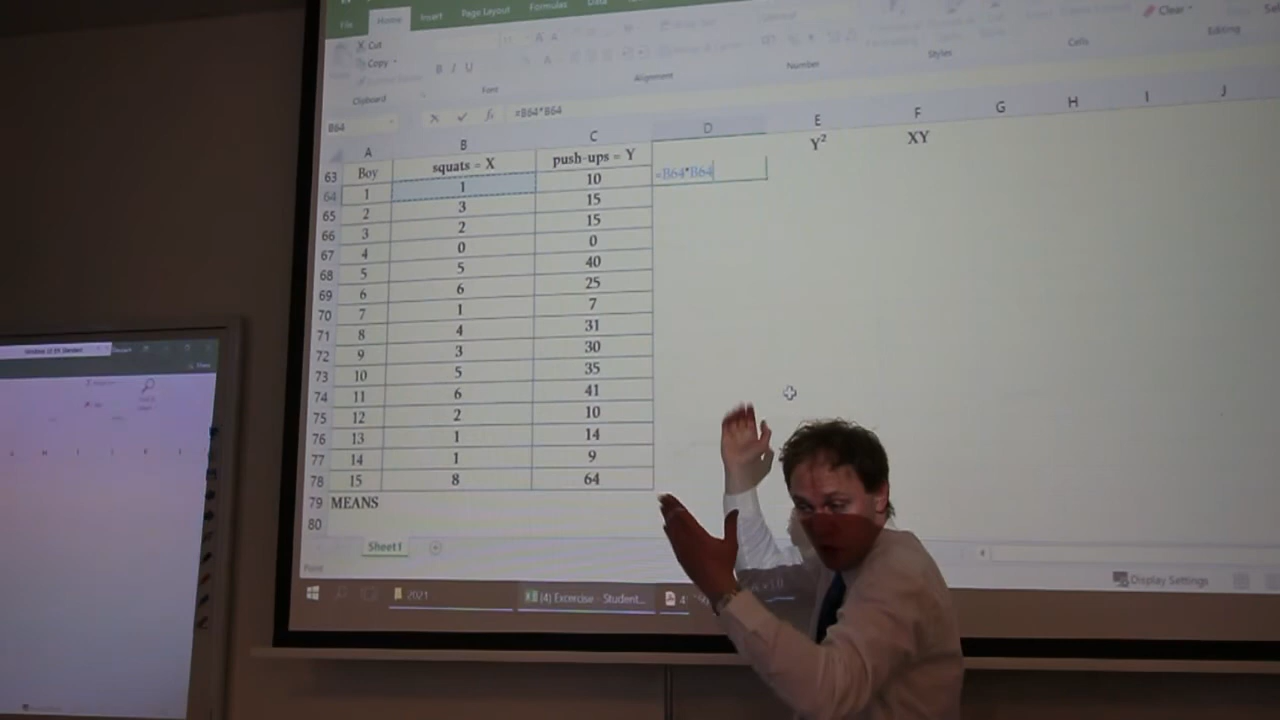 File Home Insert Page Layout Formulas Data
Cut
Copy
Clear
B I U
Clipboard Font Alignment Number Styles Cells Editing
B64 =B64*B64
A B C D E F G H I J
63 Boy squats = X push-ups = Y Y² XY
64 1 1 10 =B64*B64
65 2 3 15
66 3 2 15
67 4 0 0
68 5 5 40
69 6 6 25
70 7 1 7
71 8 4 31
72 9 3 30
73 10 5 35
74 11 6 41
75 12 2 10
76 13 1 14
77 14 1 9
78 15 8 64
79 MEANS
80
Sheet1
Point
Display Settings
2021 (4) Excercise - Student...